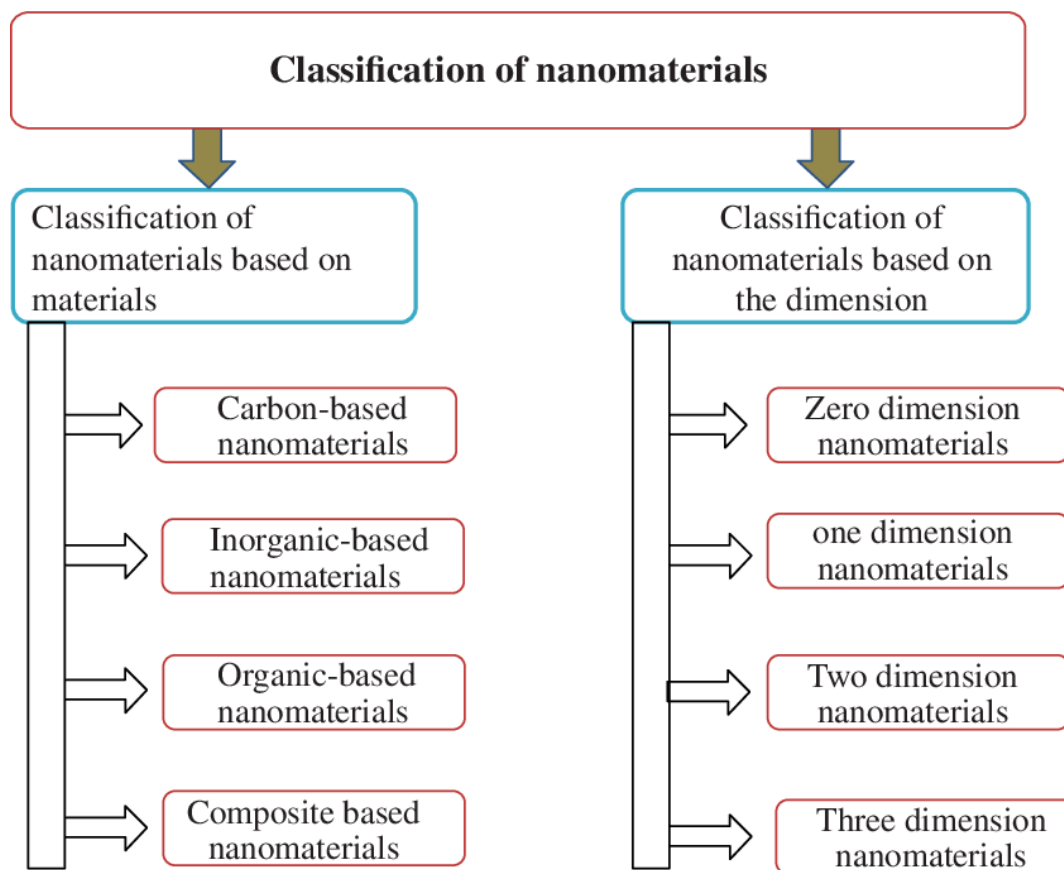 Classification of nanomaterials
Classification of
nanomaterials based on
materials
Carbon-based
nanomaterials
Inorganic-based
nanomaterials
Organic-based
nanomaterials
Composite based
nanomaterials
Classification of
nanomaterials based on
the dimension
Zero dimension
nanomaterials
one dimension
nanomaterials
Two dimension
nanomaterials
Three dimension
nanomaterials